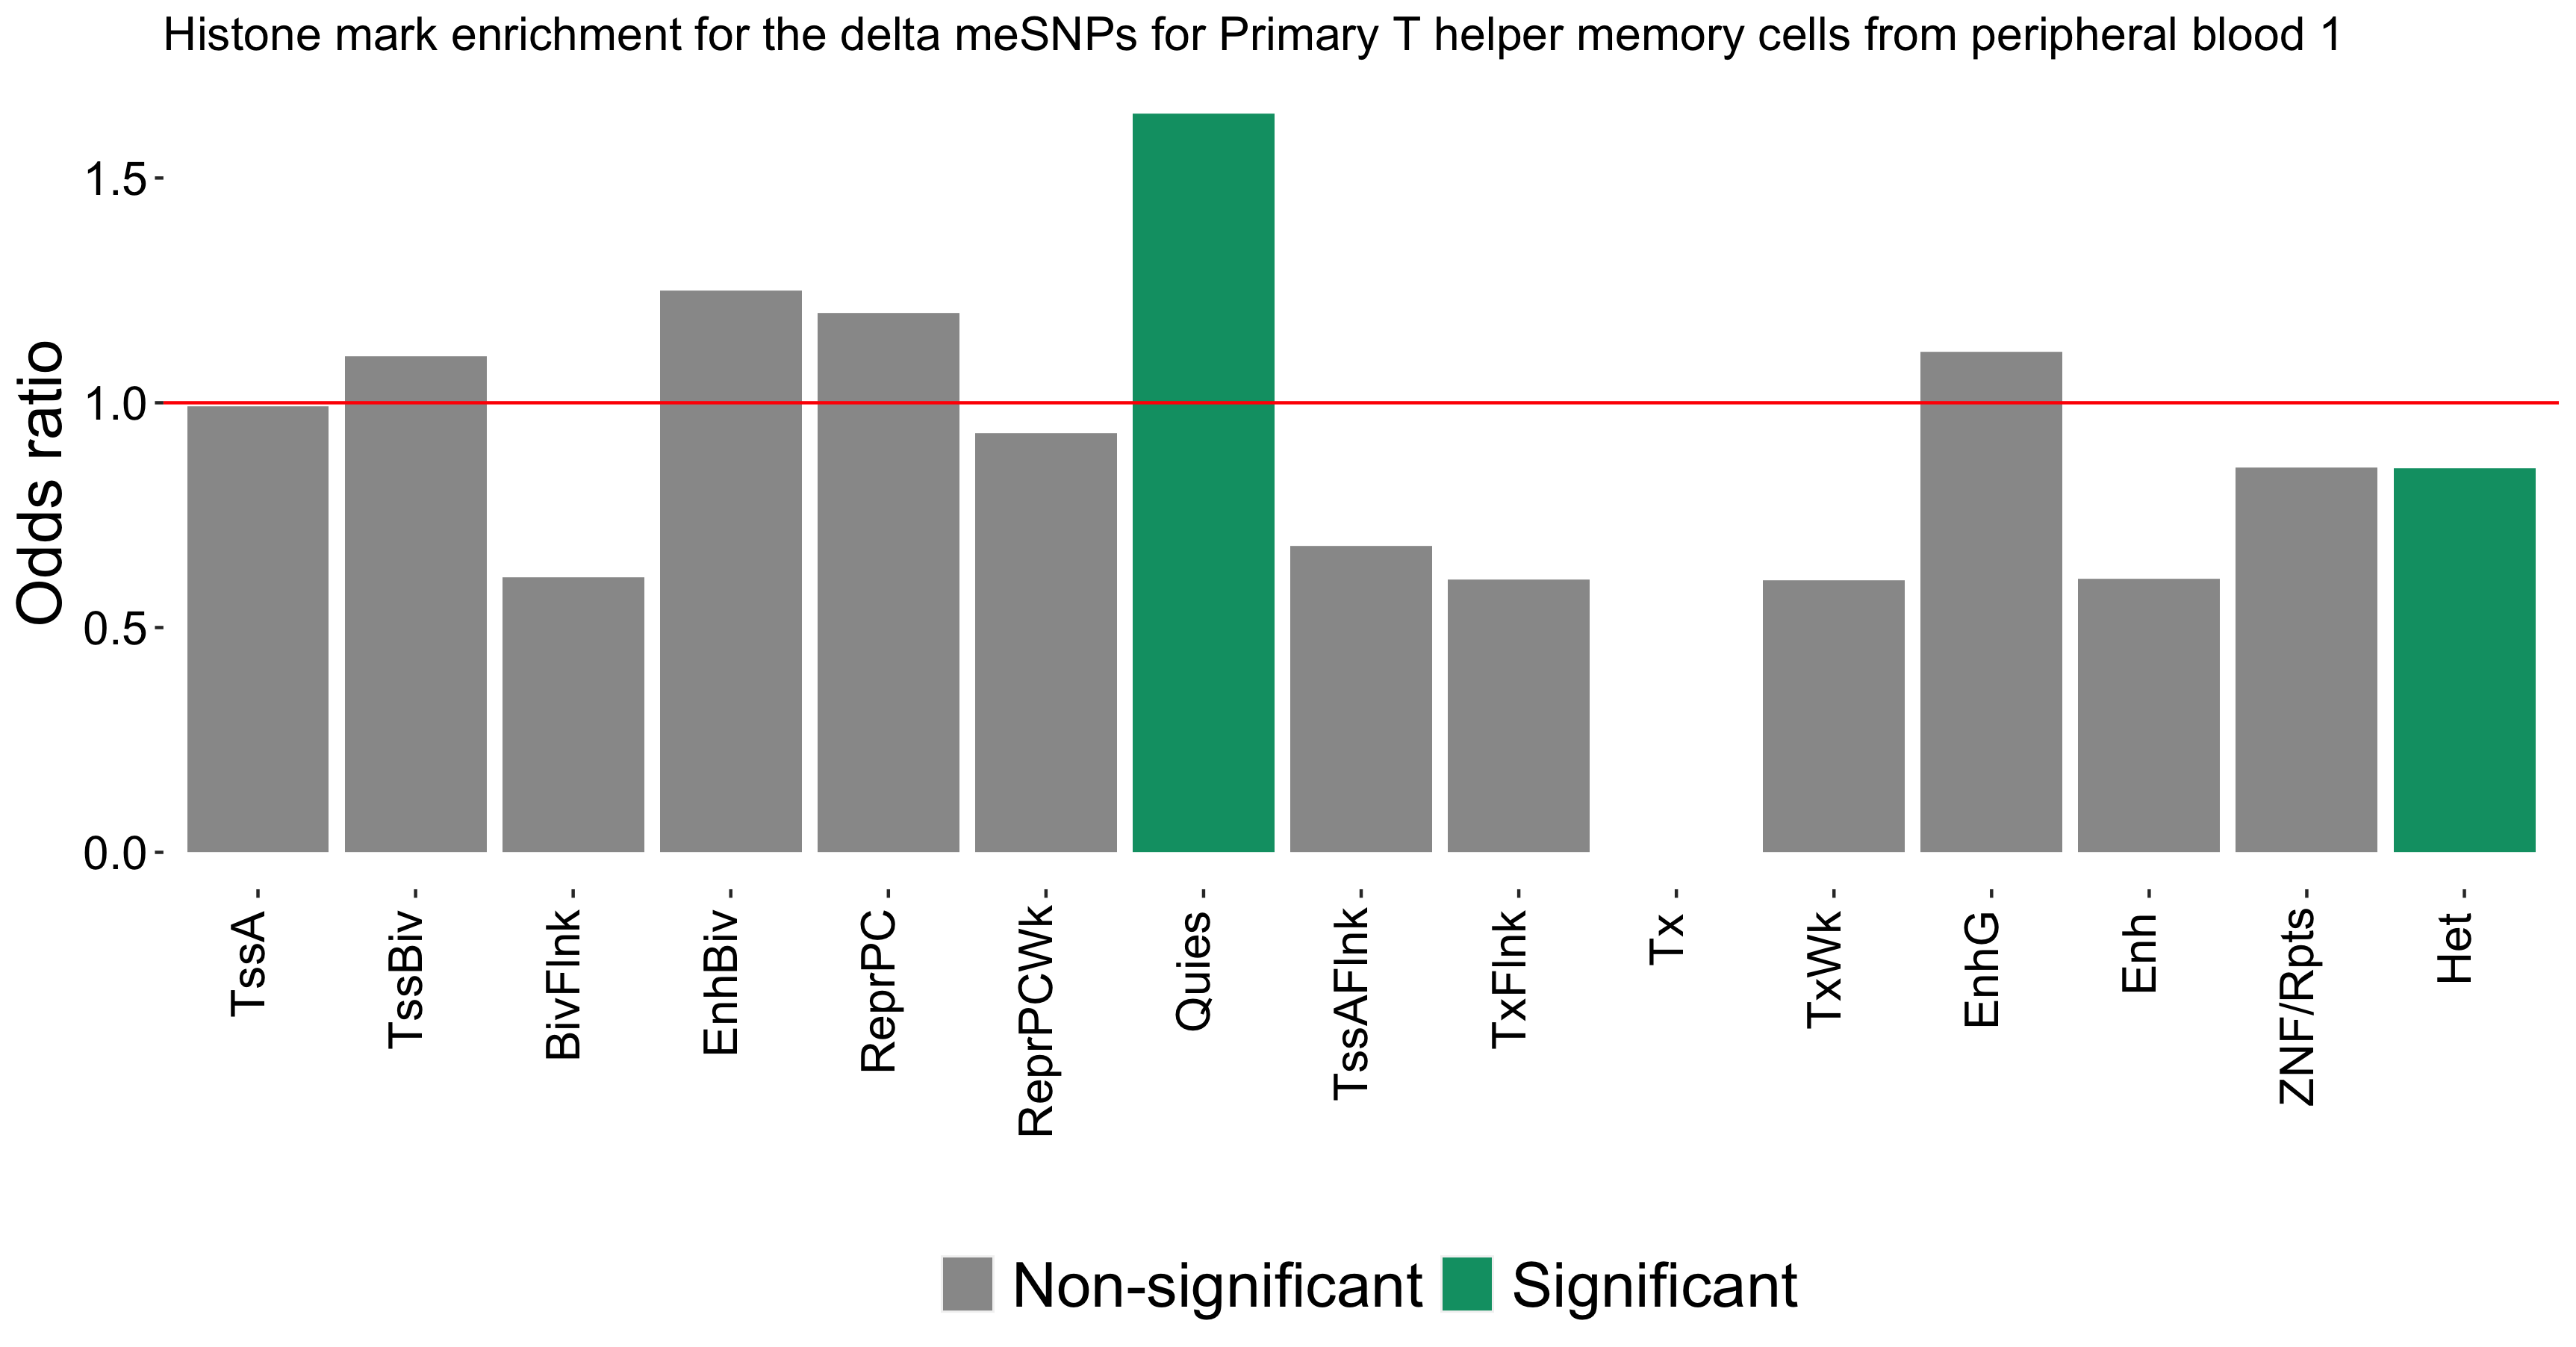 Histone mark enrichment for the delta meSNPs for Primary T helper memory cells from peripheral blood 1
Odds ratio
1.5
1.0
0.5
0.0
TssA
TssBiv
BivFlnk
EnhBiv
ReprPC
ReprPCWk
Quies
TssAFlnk
TxFlnk
Tx
TxWk
EnhG
Enh
ZNF/Rpts
Het
Non-significant
Significant